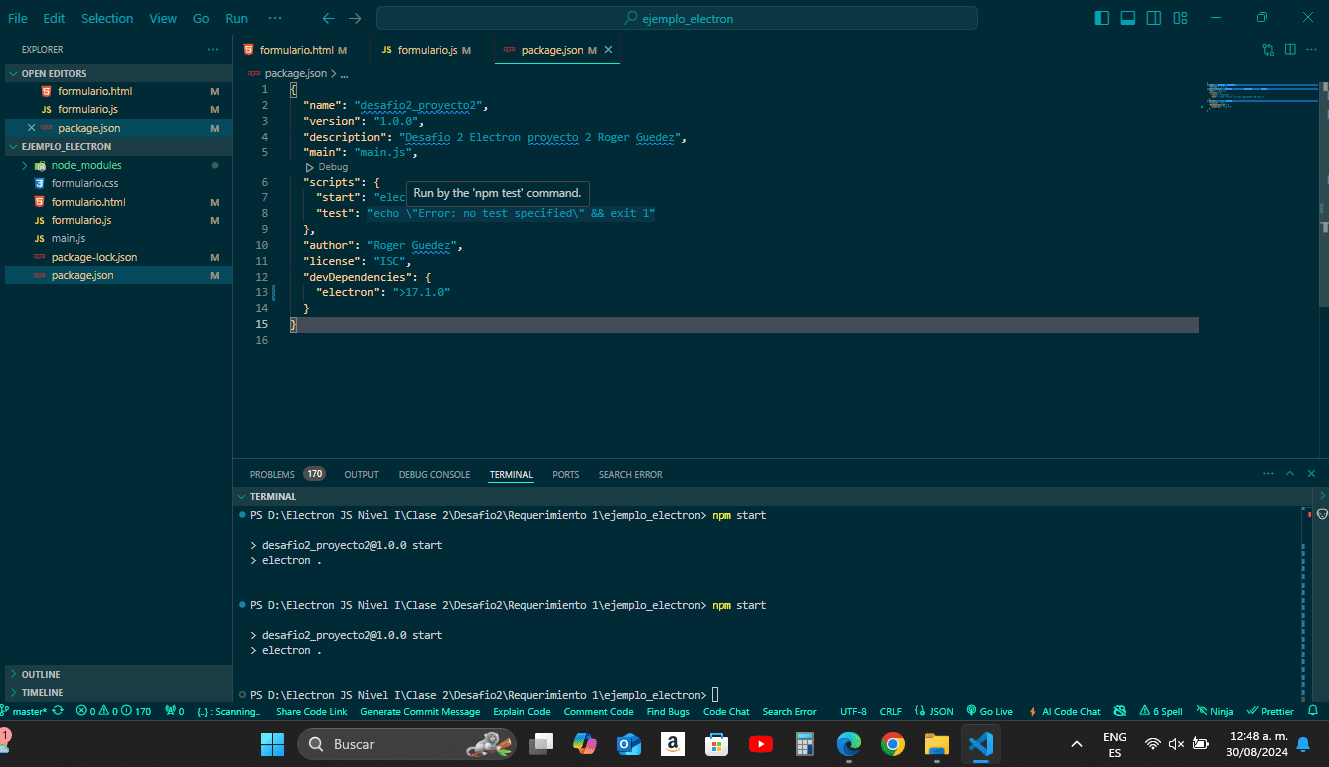 File Edit Selection View Go Run ··· ejemplo_electron
EXPLORER ···
OPEN EDITORS
formulario.html M
JS formulario.js M
package.json M
EJEMPLO_ELECTRON
node_modules
formulario.css
formulario.html M
JS formulario.js M
JS main.js
package-lock.json M
package.json M
OUTLINE
TIMELINE
formulario.html M JS formulario.js M package.json M
package.json > ...
1 {
2 "name": "desafio2_proyecto2",
3 "version": "1.0.0",
4 "description": "Desafio 2 Electron proyecto 2 Roger Guedez",
5 "main": "main.js",
Debug
6 "scripts": {
7 "start": "elec
Run by the 'npm test' command.
8 "test": "echo \"Error: no test specified\" && exit 1"
9 },
10 "author": "Roger Guedez",
11 "license": "ISC",
12 "devDependencies": {
13 "electron": ">17.1.0"
14 }
15 }
16
PROBLEMS 170 OUTPUT DEBUG CONSOLE TERMINAL PORTS SEARCH ERROR
TERMINAL
PS D:\Electron JS Nivel I\Clase 2\Desafio2\Requerimiento 1\ejemplo_electron> npm start
> desafio2_proyecto2@1.0.0 start
> electron .
PS D:\Electron JS Nivel I\Clase 2\Desafio2\Requerimiento 1\ejemplo_electron> npm start
> desafio2_proyecto2@1.0.0 start
> electron .
PS D:\Electron JS Nivel I\Clase 2\Desafio2\Requerimiento 1\ejemplo_electron>
master* 0 0 170 0 {..} : Scanning.. Share Code Link Generate Commit Message Explain Code Comment Code Find Bugs Code Chat Search Error UTF-8 CRLF {} JSON Go Live AI Code Chat 6 Spell Ninja Prettier
1 Buscar a ENG 12:48 a. m.
ES 30/08/2024